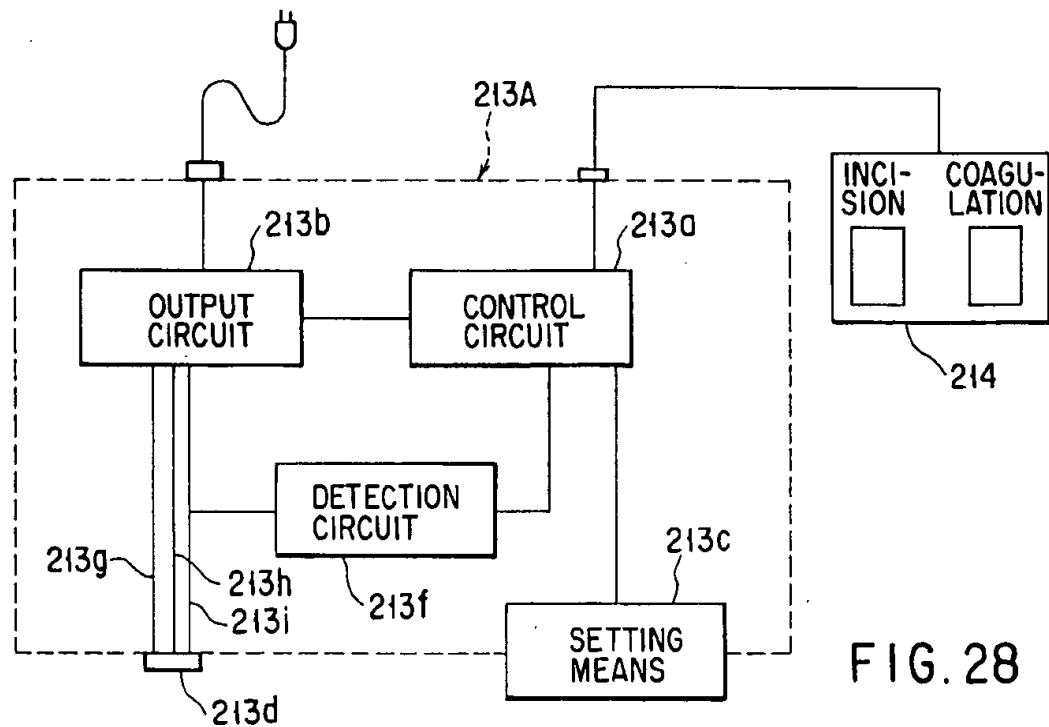 213A
INCI-
SION
COAGU-
LATION
213b
213a
OUTPUT
CIRCUIT
CONTROL
CIRCUIT
214
DETECTION
CIRCUIT
213g
213h
213i
213f
213c
SETTING
MEANS
213d
FIG. 28